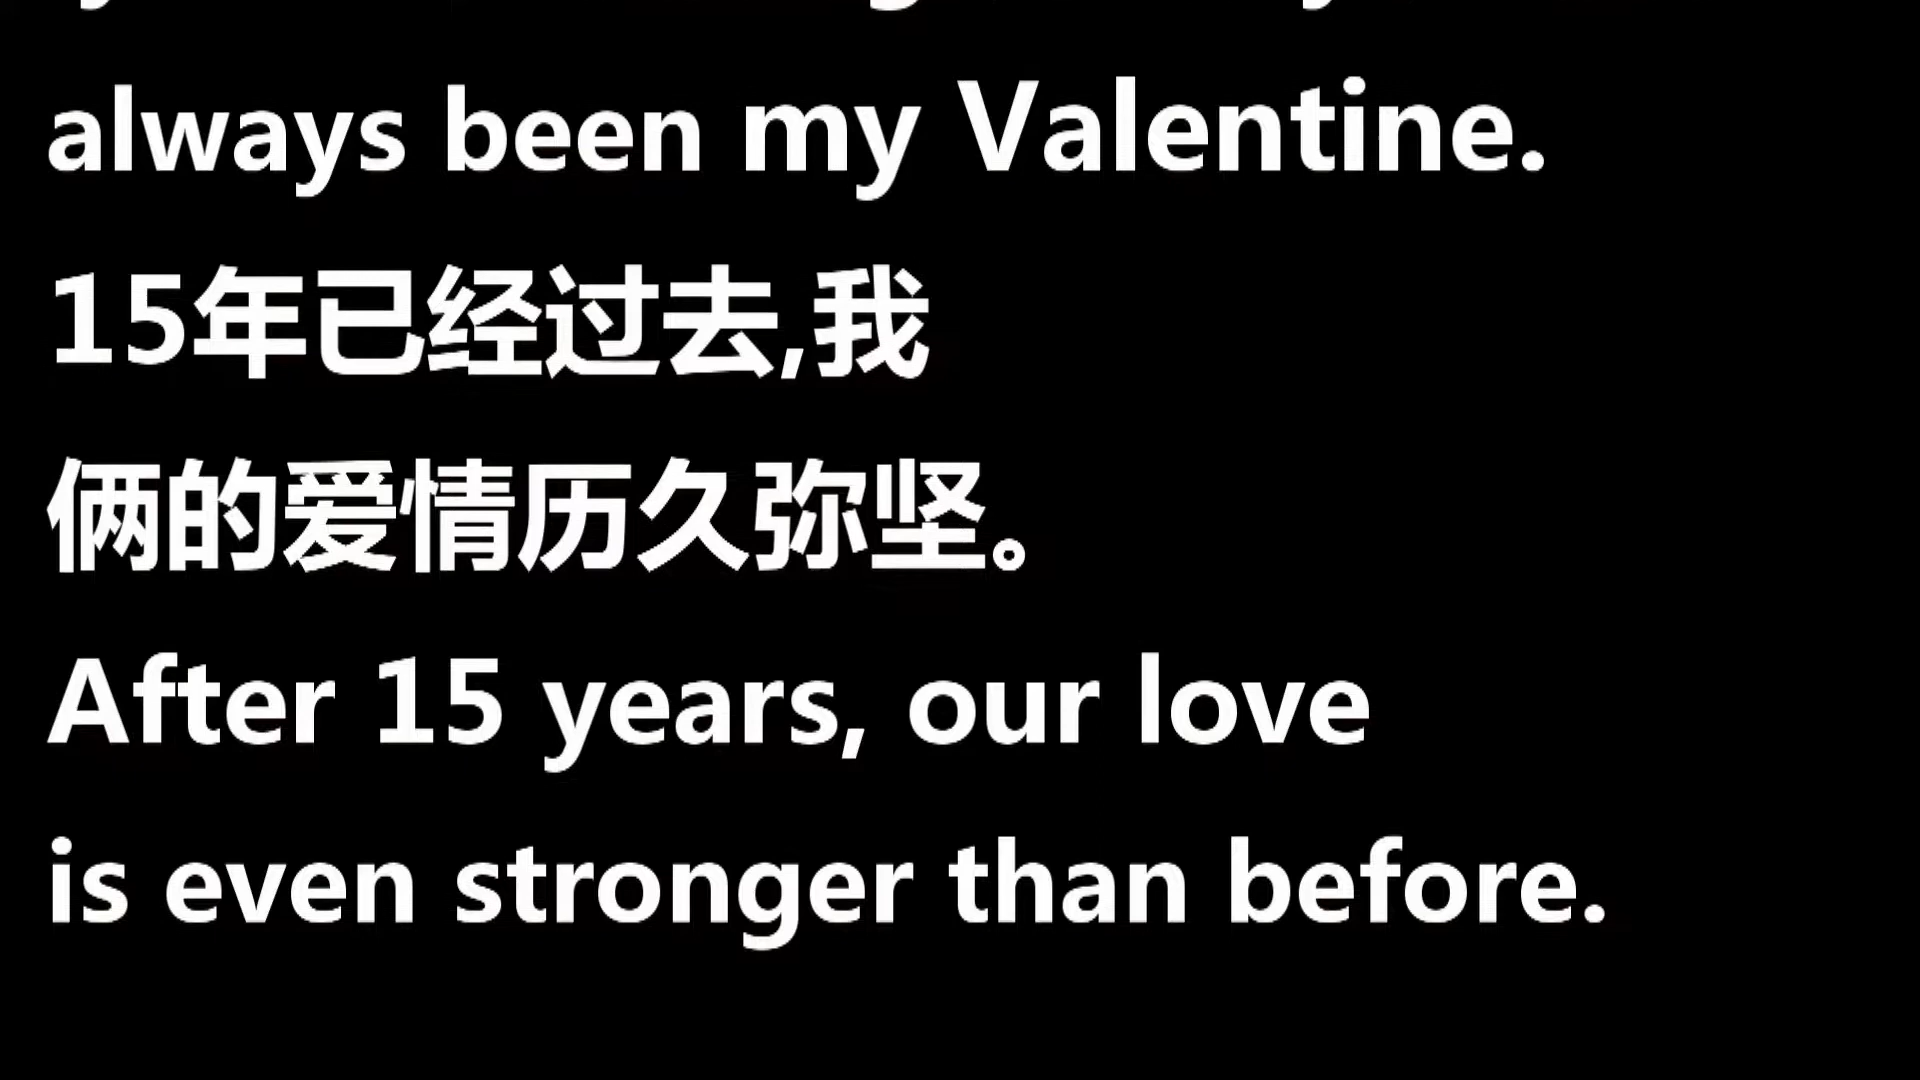 always been my Valentine.
15年已经过去,我
俩的爱情历久弥坚。
After 15 years, our love
is even stronger than before.